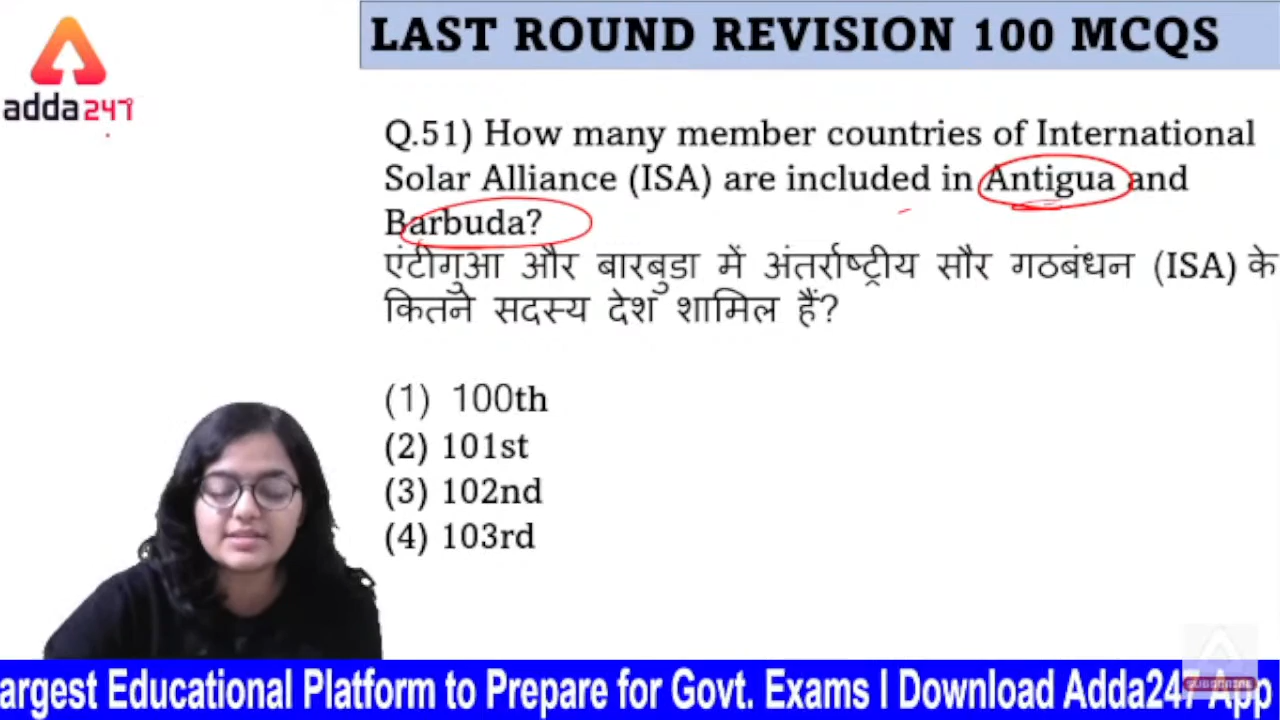 LAST ROUND REVISION 100 MCQS
adda247
Q.51) How many member countries of International
Solar Alliance (ISA) are included in Antigua and
Barbuda?
एंटीगुआ और बारबुडा में अंतर्राष्ट्रीय सौर गठबंधन (ISA) के
कितने सदस्य देश शामिल हैं?
(1) 100th
(2) 101st
(3) 102nd
(4) 103rd
SUBSCRIBE
argest Educational Platform to Prepare for Govt. Exams I Download Adda247 App